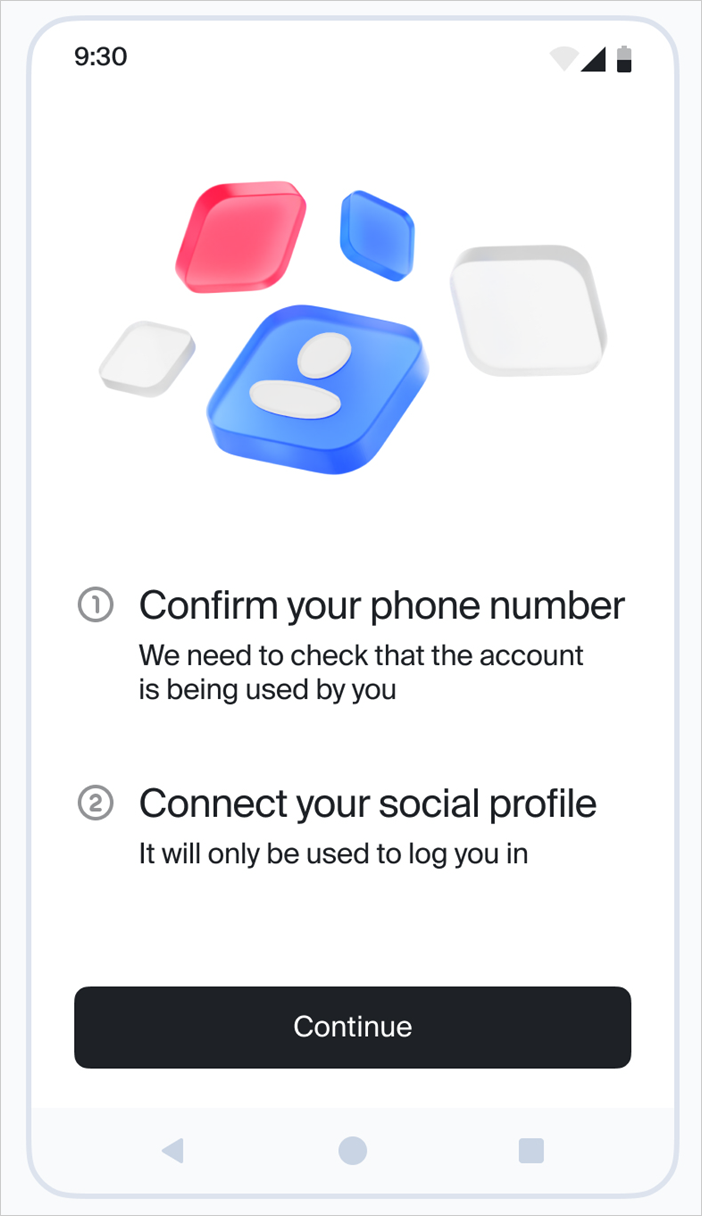 9:30
1 Confirm your phone number
We need to check that the account
is being used by you
2 Connect your social profile
It will only be used to log you in
Continue